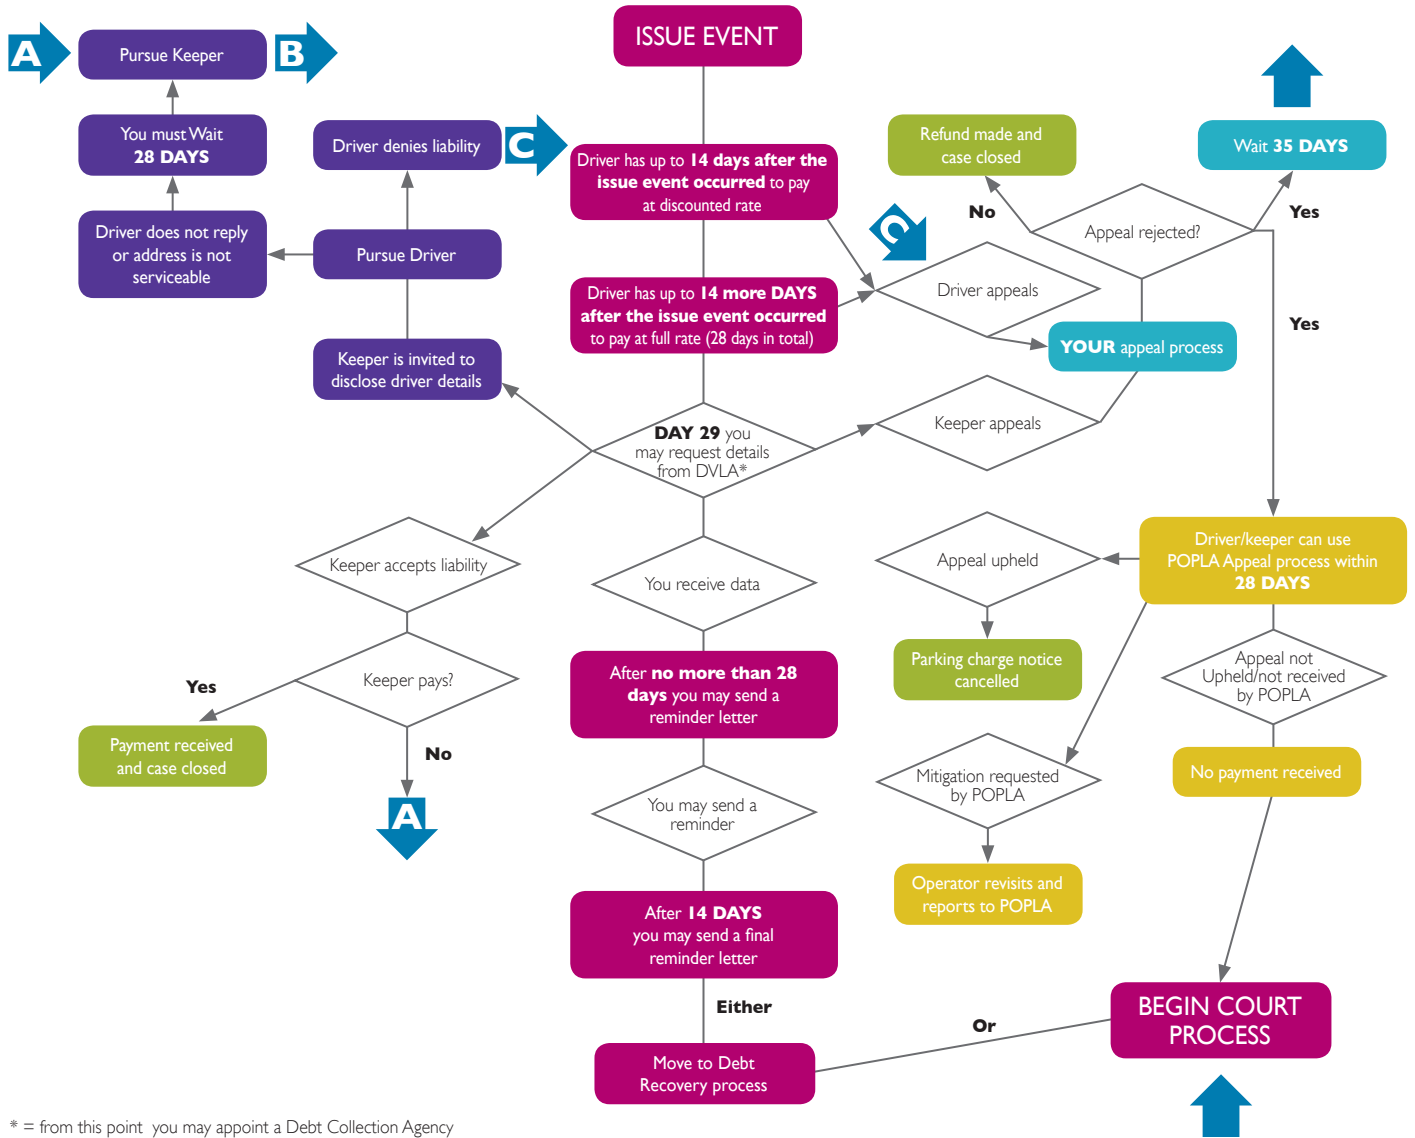 A
Pursue Keeper
B
You must Wait
28 DAYS
Driver does not reply
or address is not
serviceable
Driver denies liability
C
Pursue Driver
Keeper is invited to
disclose driver details
ISSUE EVENT
Driver has up to 14 days after the
issue event occurred to pay
at discounted rate
Driver has up to 14 more DAYS
after the issue event occurred
to pay at full rate (28 days in total)
DAY 29 you
may request details
from DVLA*
Refund made and
case closed
Wait 35 DAYS
No
Yes
Appeal rejected?
C
Driver appeals
YOUR appeal process
Yes
Keeper appeals
Keeper accepts liability
Keeper pays?
Yes
Payment received
and case closed
No
A
You receive data
After no more than 28
days you may send a
reminder letter
You may send a
reminder
After 14 DAYS
you may send a final
reminder letter
Either
Move to Debt
Recovery process
Or
Driver/keeper can use
POPLA Appeal process within
28 DAYS
Appeal upheld
Parking charge notice
cancelled
Appeal not
Upheld/not received
by POPLA
Mitigation requested
by POPLA
No payment received
Operator revisits and
reports to POPLA
BEGIN COURT
PROCESS
* = from this point you may appoint a Debt Collection Agency